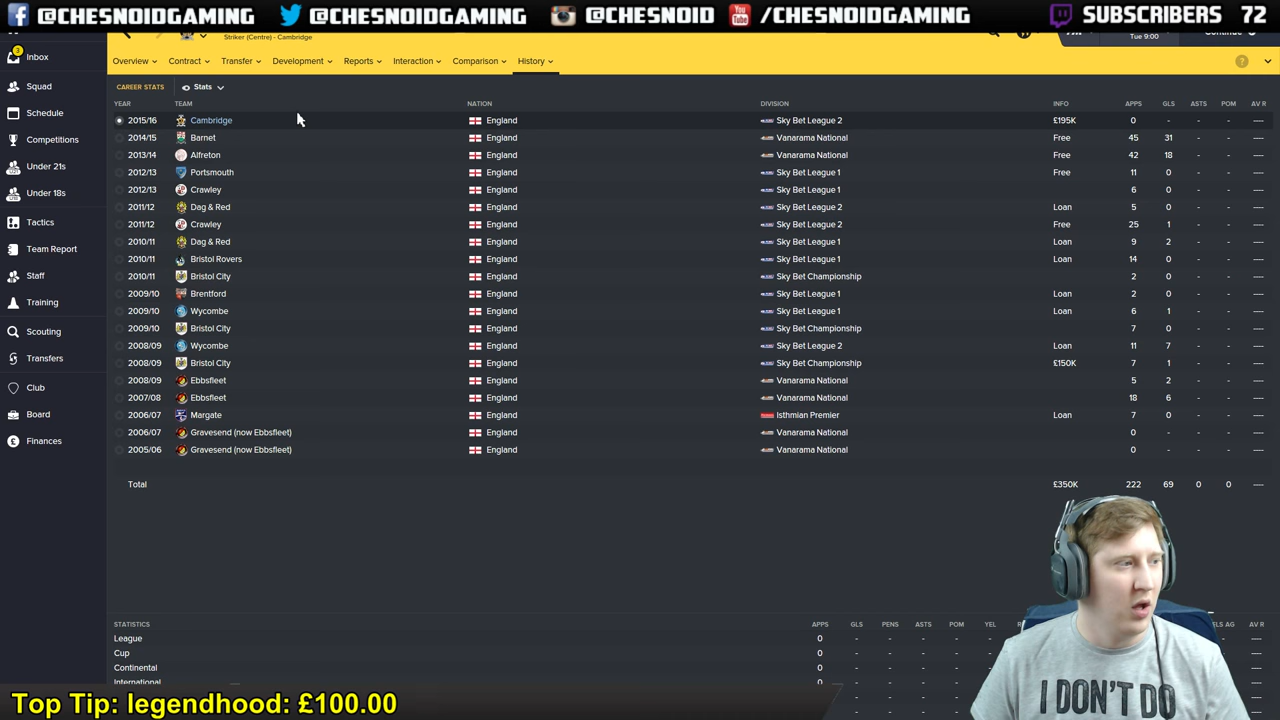 @CHESNOIDGAMING @CHESNOIDGAMING @CHESNOID You Tube /CHESNOIDGAMING SUBSCRIBERS 72
Striker (Centre) - Cambridge
Tue 9:00
3
Inbox
Squad
Schedule
Competitions
Under 21s
Under 18s
Tactics
Team Report
Staff
Training
Scouting
Transfers
Club
Board
Finances
Overview Contract Transfer Development Reports Interaction Comparison History ?
CAREER STATS Stats
YEAR TEAM NATION DIVISION INFO APPS GLS ASTS POM AV R
2015/16 Cambridge England Sky Bet League 2 £195K 0 - - - ----
2014/15 Barnet England Vanarama National Free 45 31 - - ----
2013/14 Alfreton England Vanarama National Free 42 18 - - ----
2012/13 Portsmouth England Sky Bet League 1 Free 11 0 - - ----
2012/13 Crawley England Sky Bet League 1 6 0 - - ----
2011/12 Dag & Red England Sky Bet League 2 Loan 5 0 - - ----
2011/12 Crawley England Sky Bet League 2 Free 25 1 - - ----
2010/11 Dag & Red England Sky Bet League 1 Loan 9 2 - - ----
2010/11 Bristol Rovers England Sky Bet League 1 Loan 14 0 - - ----
2010/11 Bristol City England Sky Bet Championship 2 0 - - ----
2009/10 Brentford England Sky Bet League 1 Loan 2 0 - - ----
2009/10 Wycombe England Sky Bet League 1 Loan 6 1 - - ----
2009/10 Bristol City England Sky Bet Championship 7 0 - - ----
2008/09 Wycombe England Sky Bet League 2 Loan 11 7 - - ----
2008/09 Bristol City England Sky Bet Championship £150K 7 1 - - ----
2008/09 Ebbsfleet England Vanarama National 5 2 - - ----
2007/08 Ebbsfleet England Vanarama National 18 6 - - ----
2006/07 Margate England Isthmian Premier Loan 7 0 - - ----
2006/07 Gravesend (now Ebbsfleet) England Vanarama National 0 - - - ----
2005/06 Gravesend (now Ebbsfleet) England Vanarama National 0 - - - ----
Total £350K 222 69 0 0 ----
STATISTICS APPS GLS PENS ASTS POM YEL AV R
League 0 - - - - -
Cup 0 - - - - -
Continental 0 - - - - -
International 0 - - - - -
I DON'T DO
Top Tip: legendhood: £100.00